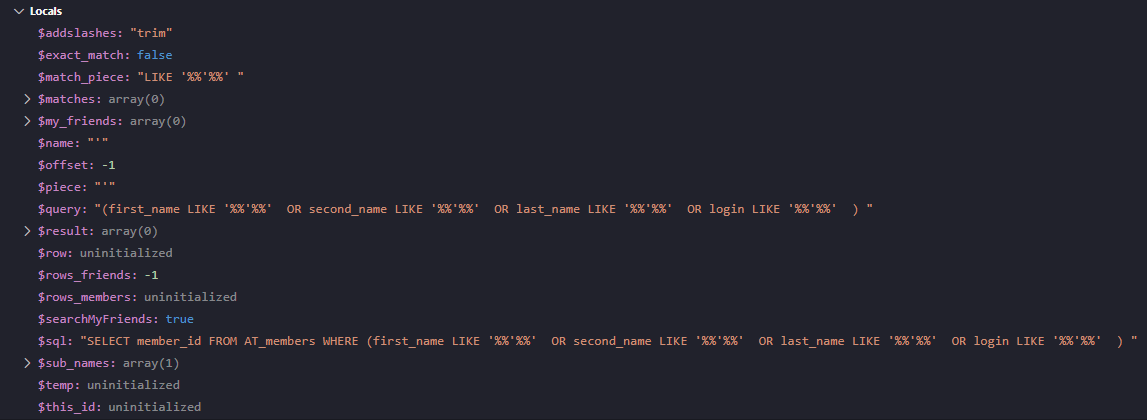 Locals
$addslashes: "trim"
$exact_match: false
$match_piece: "LIKE '%%'%%' "
$matches: array(0)
$my_friends: array(0)
$name: "'"
$offset: -1
$piece: "'"
$query: "(first_name LIKE '%%'%%'  OR second_name LIKE '%%'%%'  OR last_name LIKE '%%'%%'  OR login LIKE '%%'%%'  ) "
$result: array(0)
$row: uninitialized
$rows_friends: -1
$rows_members: uninitialized
$searchMyFriends: true
$sql: "SELECT member_id FROM AT_members WHERE (first_name LIKE '%%'%%'  OR second_name LIKE '%%'%%'  OR last_name LIKE '%%'%%'  OR login LIKE '%%'%%'  ) "
$sub_names: array(1)
$temp: uninitialized
$this_id: uninitialized